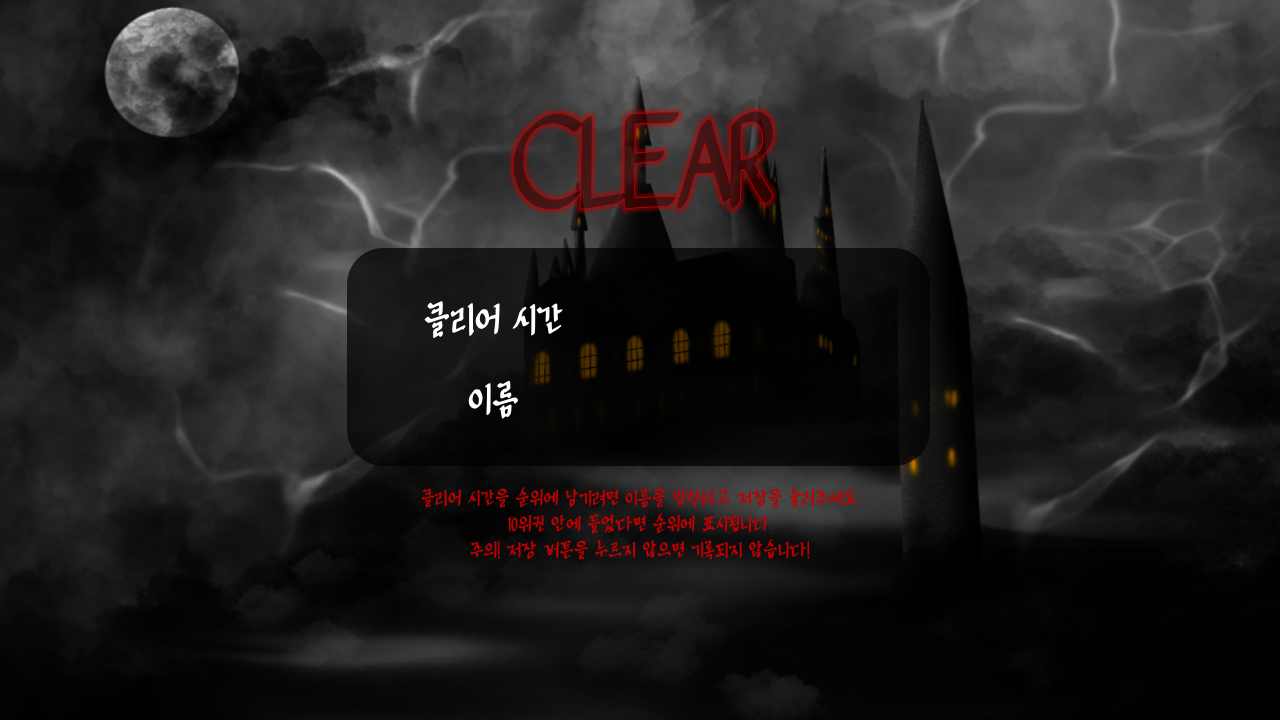 CLEAR
클리어 시간
이름
클리어 시간을 순위에 남기려면 이름을 입력하고 저장을 눌러주세요.
10위권 안에 들었다면 순위에 표시됩니다.
주의! 저장 버튼을 누르지 않으면 기록되지 않습니다!